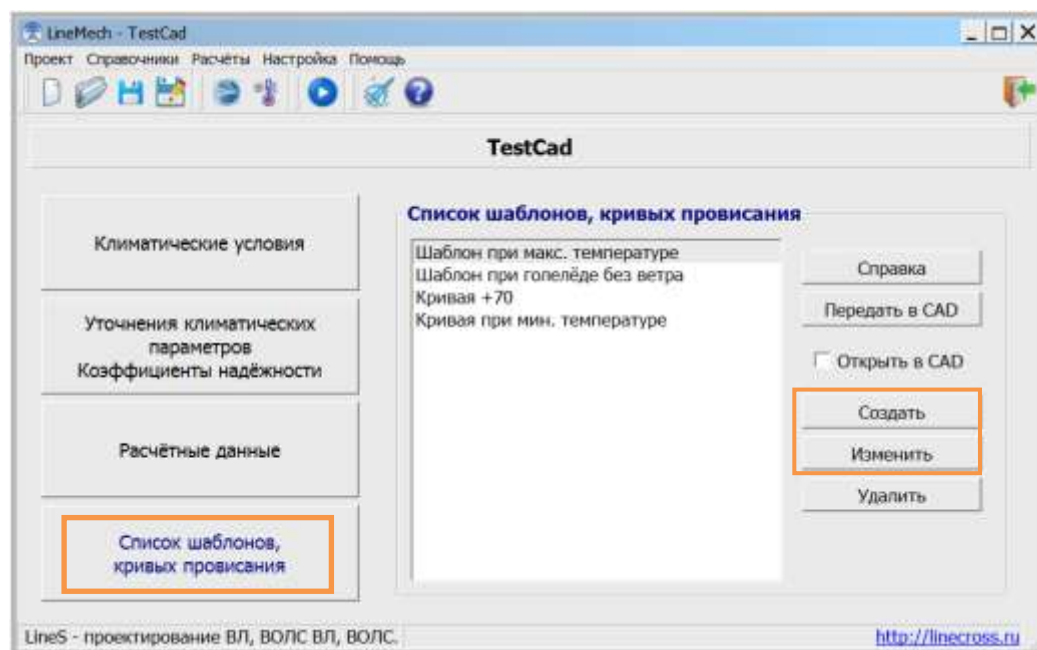 LineMech - TestCad
Проект Справочники Расчёты Настройка Помощь
TestCad
Климатические условия
Уточнения климатических
параметров
Коэффициенты надёжности
Расчётные данные
Список шаблонов,
кривых провисания
Список шаблонов, кривых провисания
Шаблон при макс. температуре
Шаблон при гопелёде без ветра
Кривая +70
Кривая при мин. температуре
Справка
Передать в CAD
Открыть в CAD
Создать
Изменить
Удалить
LineS - проектирование ВЛ, ВОЛС ВЛ, ВОЛС.
http://linecross.ru